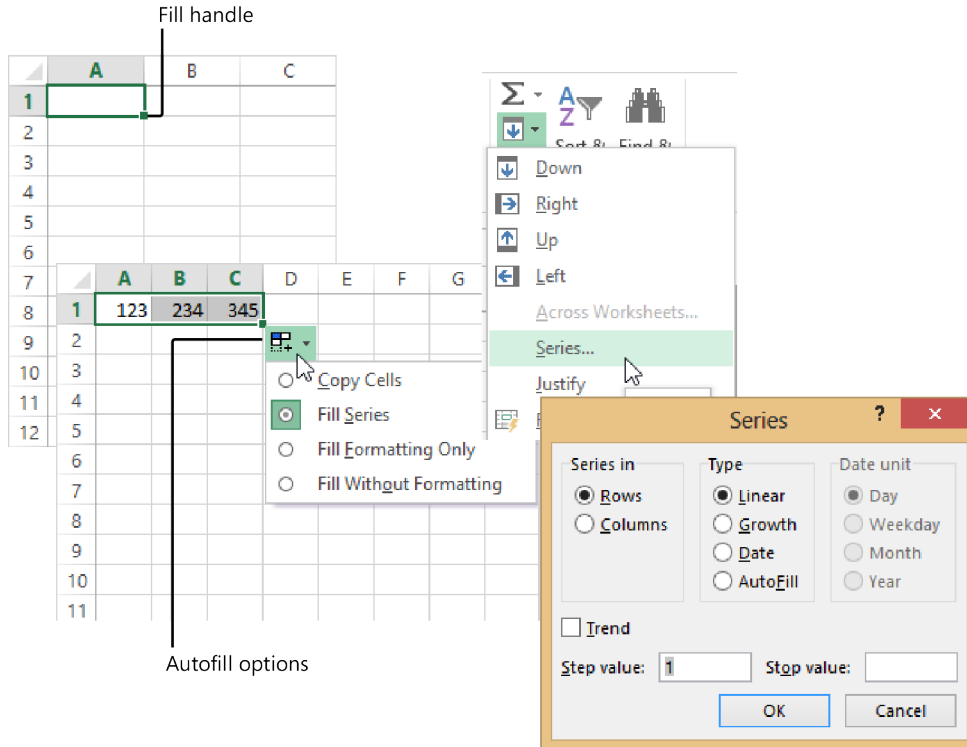 Fill handle
A B C
1
2
3
4
5
6
7
8
9
10
11
12
A B C D E F G
1 123 234 345
2
3
4
5
6
7
8
9
10
11
Copy Cells
Fill Series
Fill Formatting Only
Fill Without Formatting
Autofill options
Σ A Z
Sort & Find &
Down
Right
Up
Left
Across Worksheets...
Series...
Justify
Series ? ×
Series in Type Date unit
Rows Linear Day
Columns Growth Weekday
Date Month
AutoFill Year
Trend
Step value: 1 Stop value:
OK Cancel